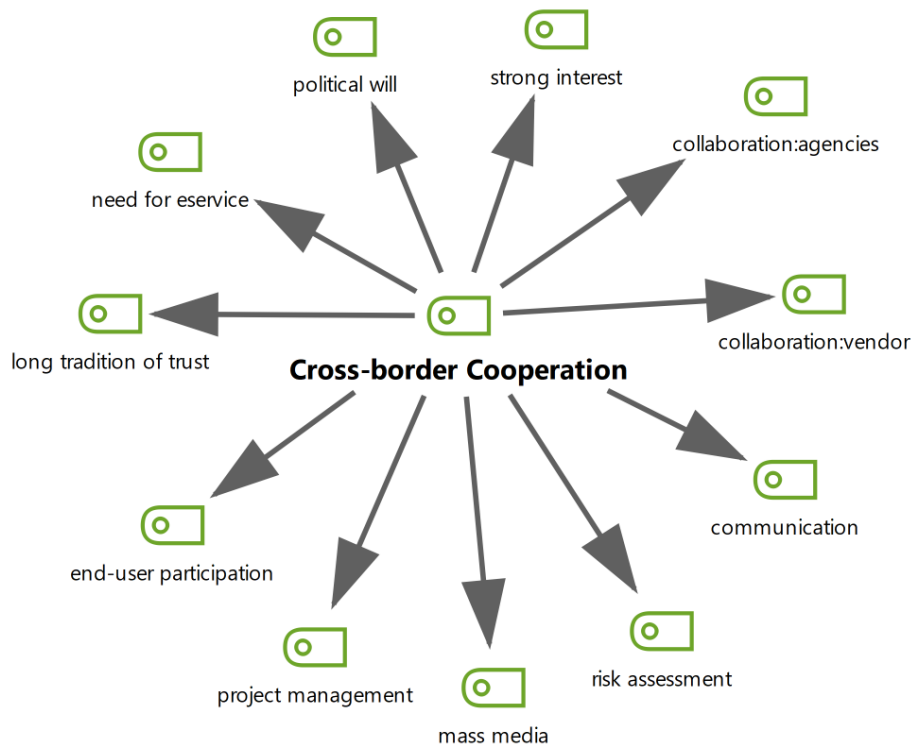 strong interest
political will
collaboration:agencies
need for eservice
collaboration:vendor
long tradition of trust
Cross-border Cooperation
communication
end-user participation
risk assessment
project management
mass media